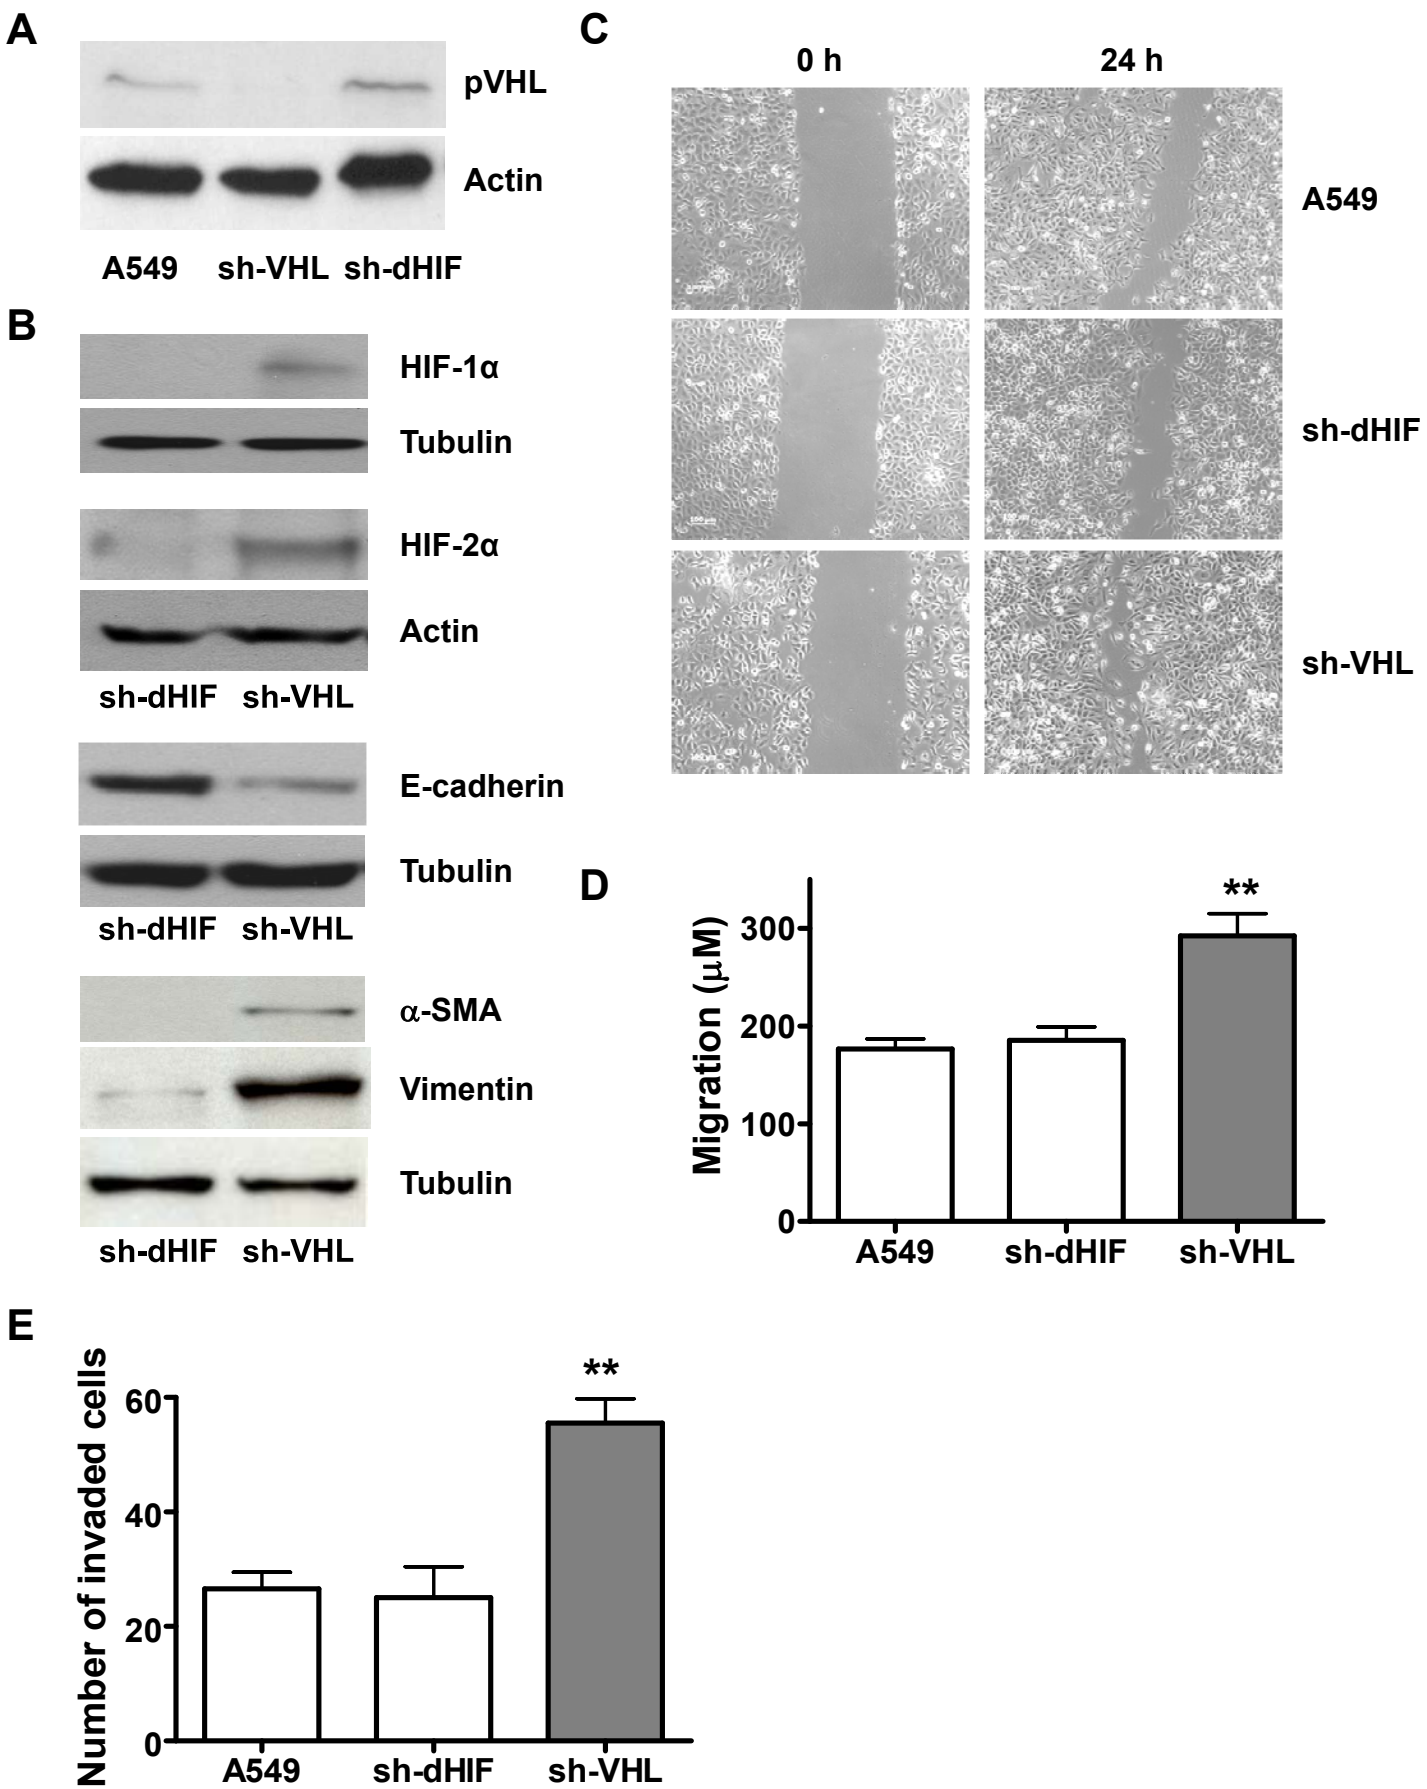 A
pVHL
Actin
A549 sh-VHL sh-dHIF
B
HIF-1α
Tubulin
HIF-2α
Actin
sh-dHIF sh-VHL
E-cadherin
Tubulin
sh-dHIF sh-VHL
α-SMA
Vimentin
Tubulin
sh-dHIF sh-VHL
C
0 h 24 h
A549
sh-dHIF
100 μm
sh-VHL
D
**
Migration (μM)
300
200
100
0
A549 sh-dHIF sh-VHL
E
**
Number of invaded cells
60
40
20
0
A549 sh-dHIF sh-VHL